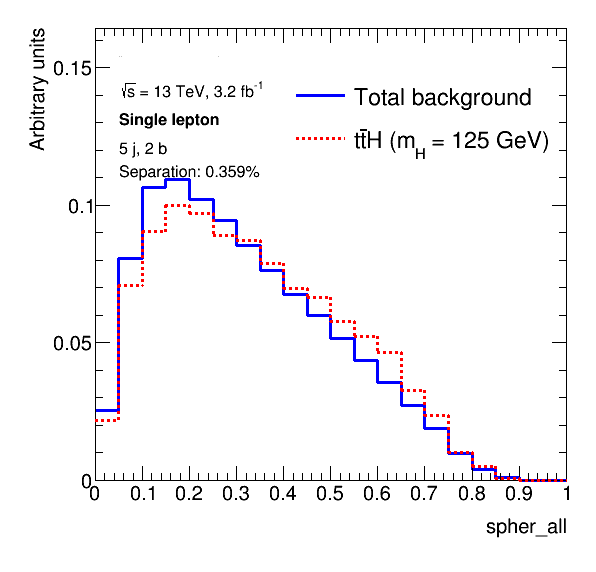 Arbitrary units
0.15
0.1
0.05
0
√s = 13 TeV, 3.2 fb⁻¹
Single lepton
5 j, 2 b
Separation: 0.359%
Total background
tt̄H (m_H = 125 GeV)
0 0.1 0.2 0.3 0.4 0.5 0.6 0.7 0.8 0.9 1
spher_all